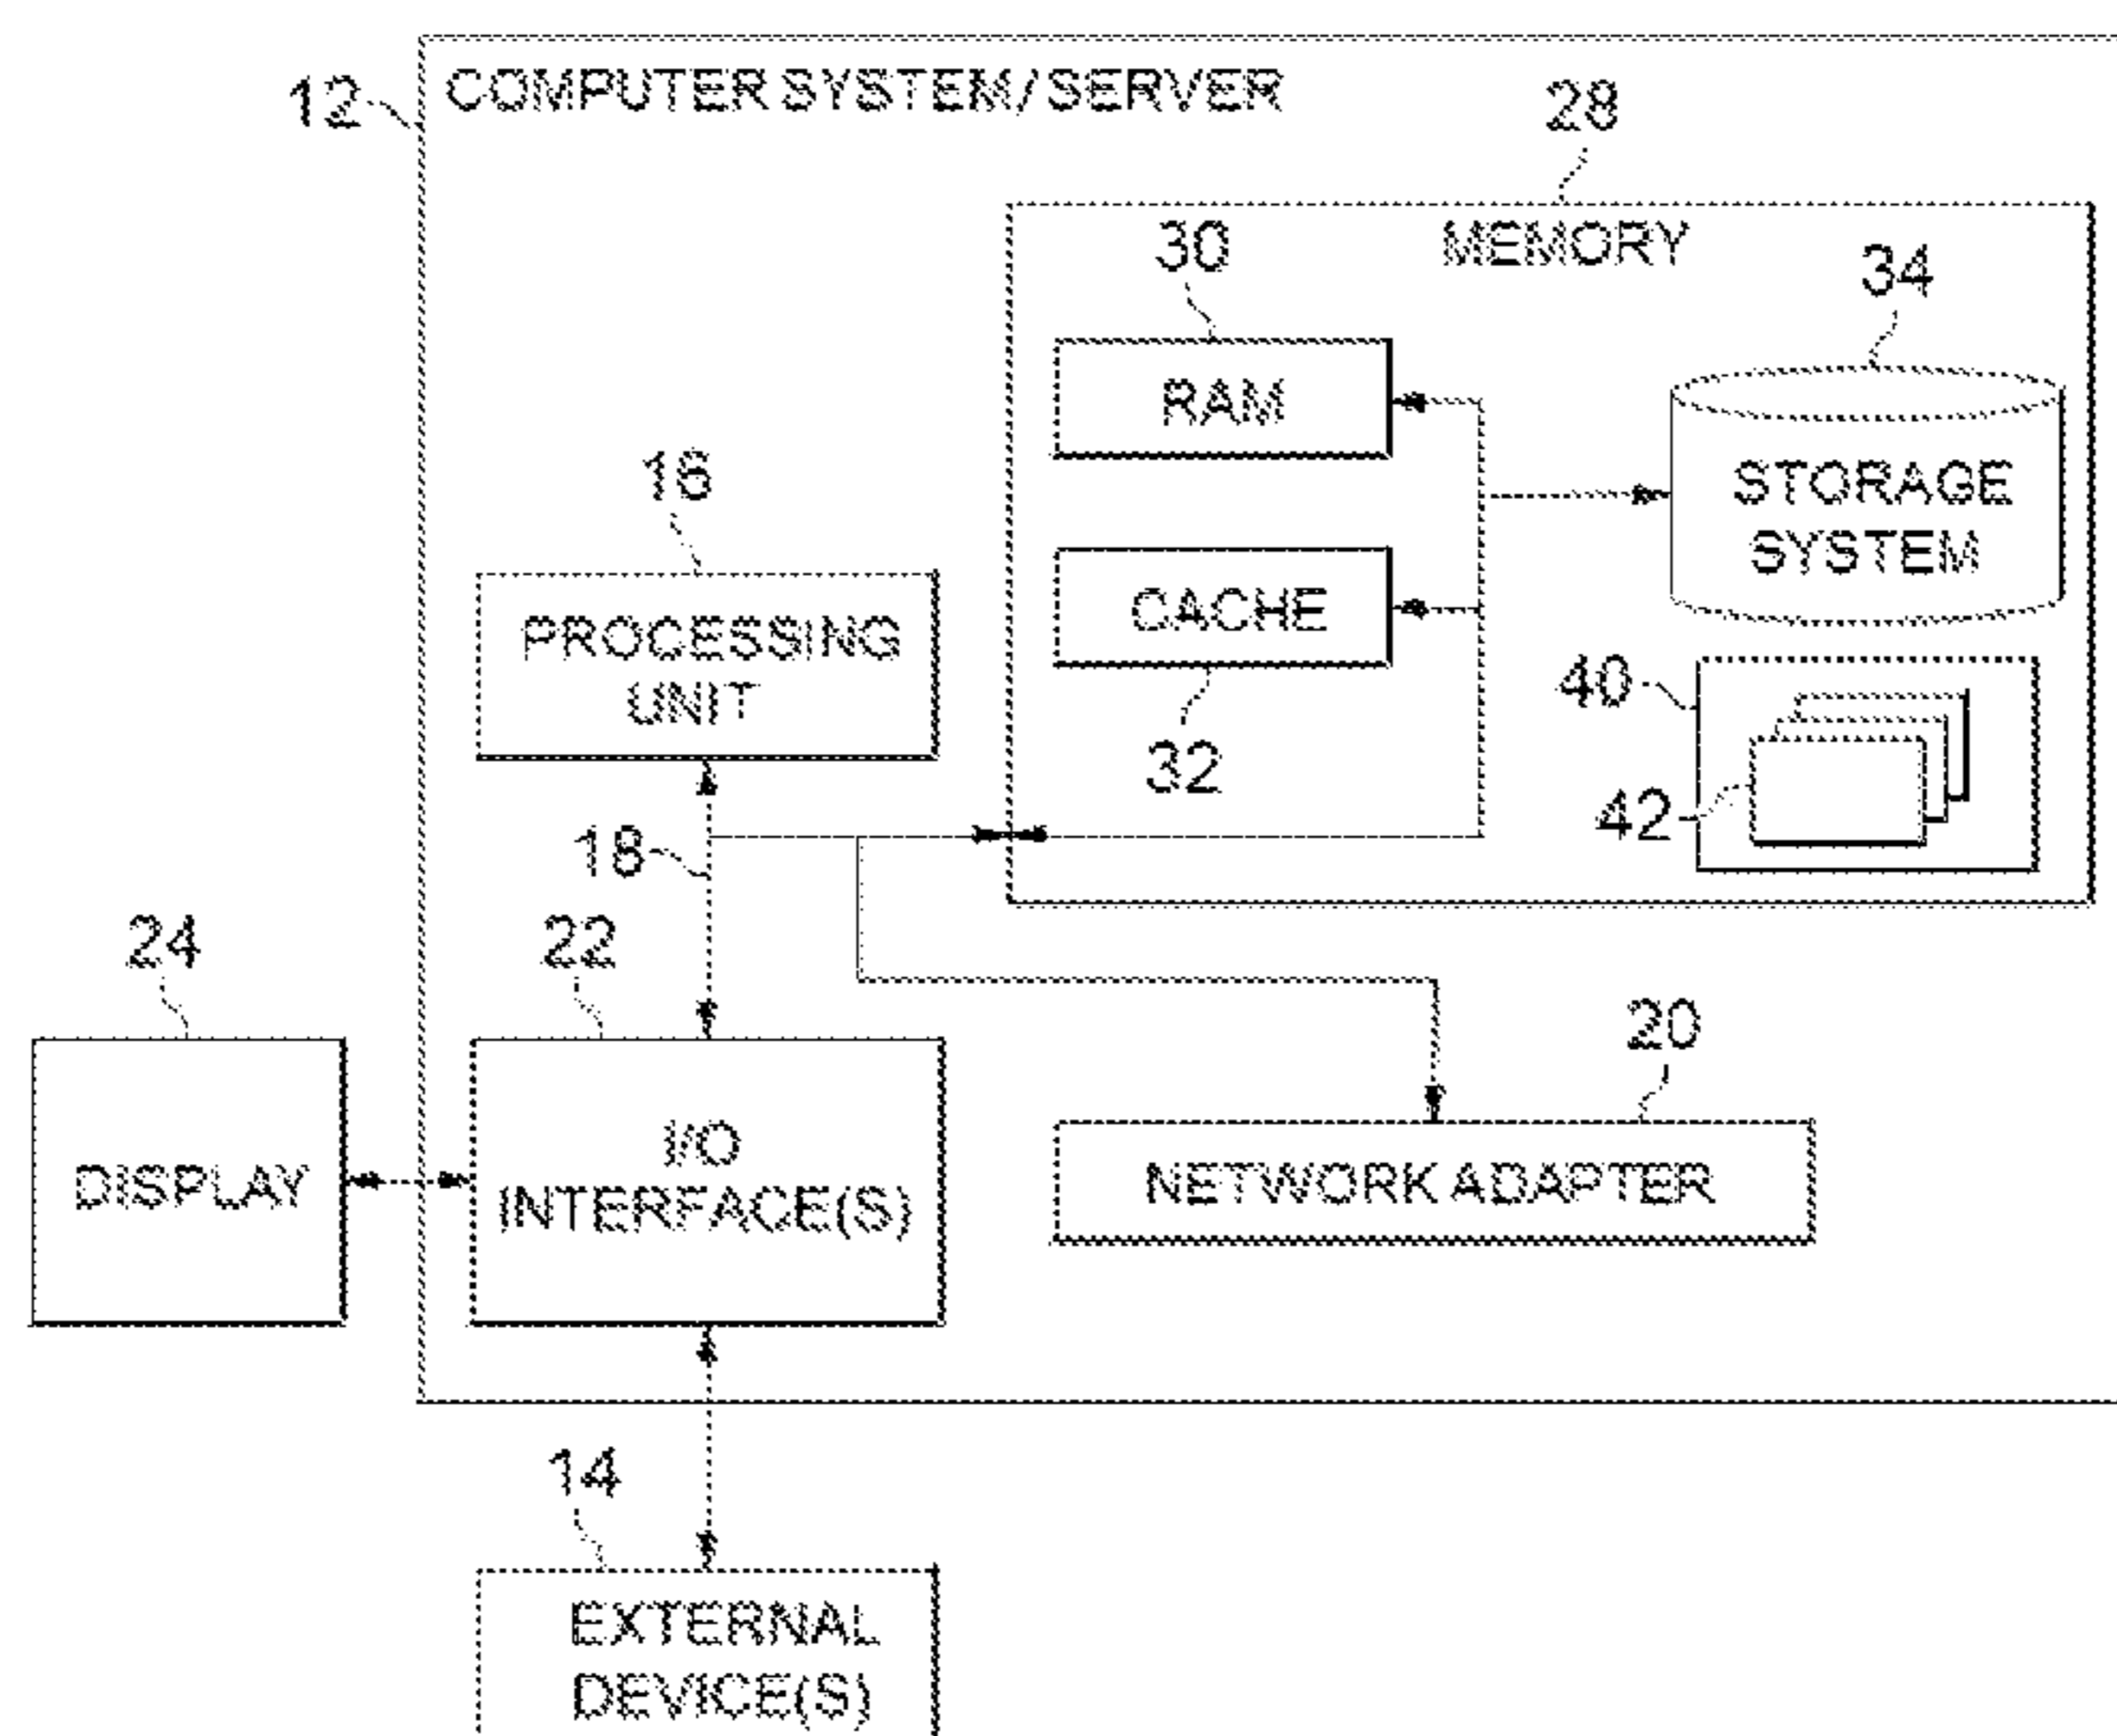 12
COMPUTER SYSTEM/SERVER
28
MEMORY
30
34
RAM
STORAGE
SYSTEM
16
PROCESSING
UNIT
CACHE
32
40
42
18
24
22
20
DISPLAY
I/O
INTERFACE(S)
NETWORK ADAPTER
14
EXTERNAL
DEVICE(S)